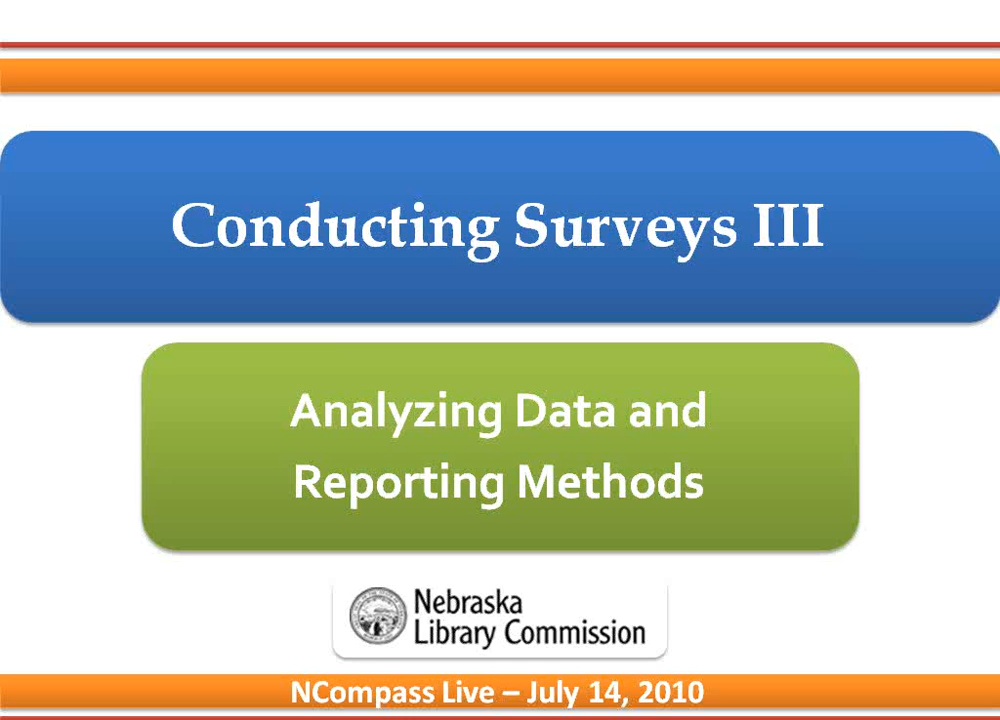 Conducting Surveys III
Analyzing Data and
Reporting Methods
Nebraska
Library Commission
NCompass Live – July 14, 2010